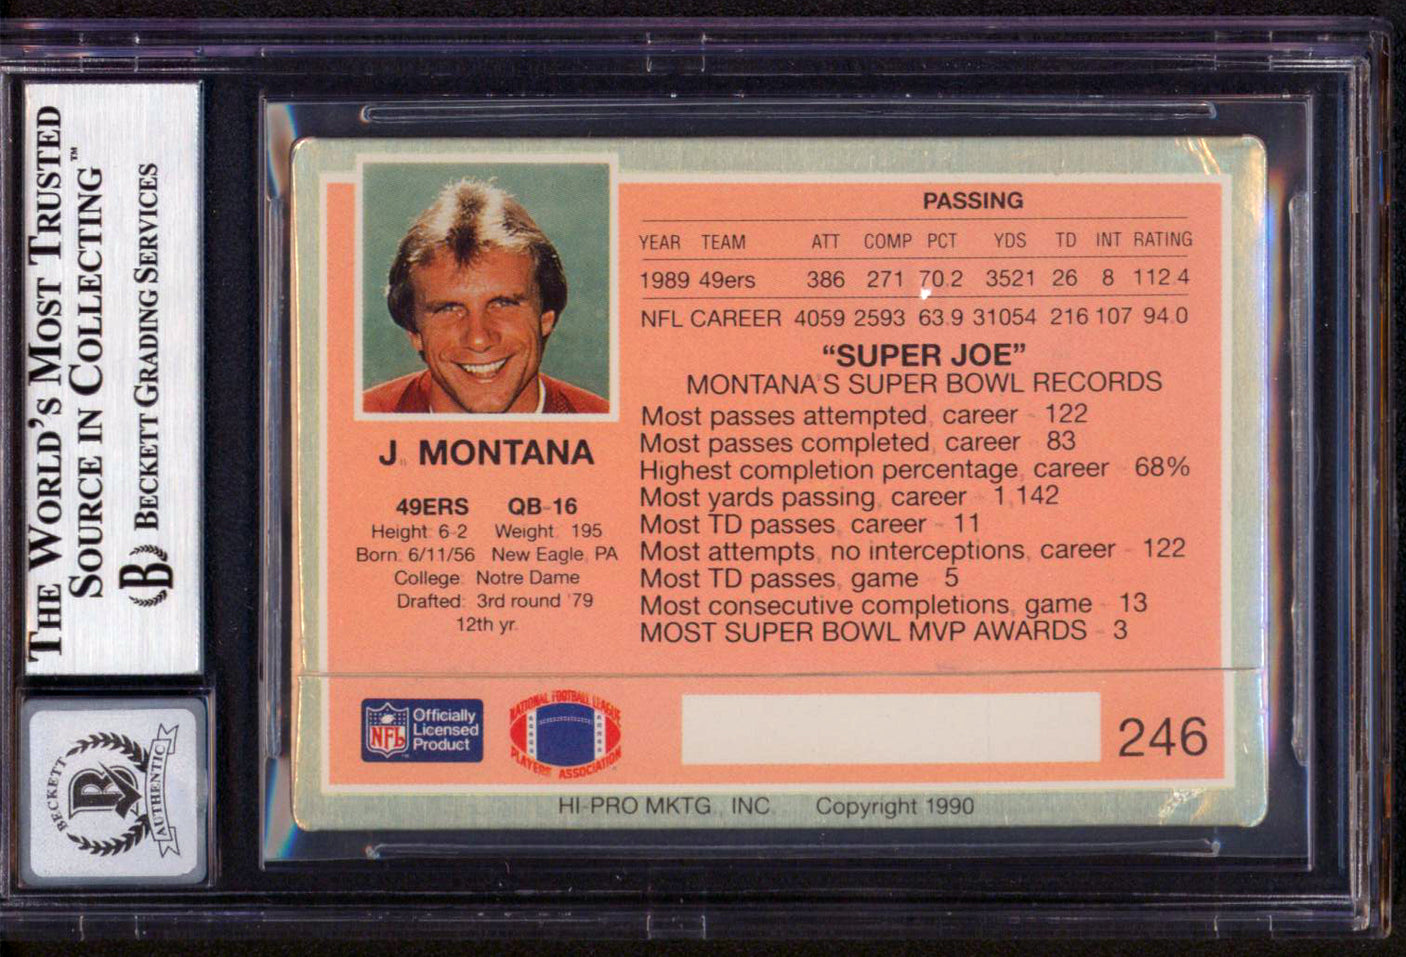 THE WORLD'S MOST TRUSTED
SOURCE IN COLLECTING™
BECKETT GRADING SERVICES
BECKETT
AUTHENTIC
PASSING
YEAR TEAM ATT COMP PCT YDS TD INT RATING
1989 49ers 386 271 70.2 3521 26 8 112.4
NFL CAREER 4059 2593 63.9 31054 216 107 94.0
"SUPER JOE"
MONTANA'S SUPER BOWL RECORDS
Most passes attempted, career - 122
Most passes completed, career - 83
Highest completion percentage, career - 68%
Most yards passing, career - 1,142
Most TD passes, career - 11
Most attempts, no interceptions, career - 122
Most TD passes, game - 5
Most consecutive completions, game - 13
MOST SUPER BOWL MVP AWARDS - 3
J. MONTANA
49ERS QB-16
Height: 6-2 Weight: 195
Born: 6/11/56 New Eagle, PA
College: Notre Dame
Drafted: 3rd round '79
12th yr.
NFL
Officially
Licensed
Product
NATIONAL FOOTBALL LEAGUE
PLAYERS ASSOCIATION
246
HI-PRO MKTG., INC. Copyright 1990